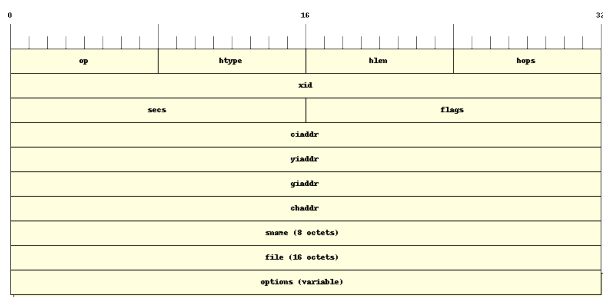 0 16 32
op htype hlen hops
xid
secs flags
ciaddr
yiaddr
giaddr
chaddr
sname (8 octets)
file (16 octets)
options (variable)